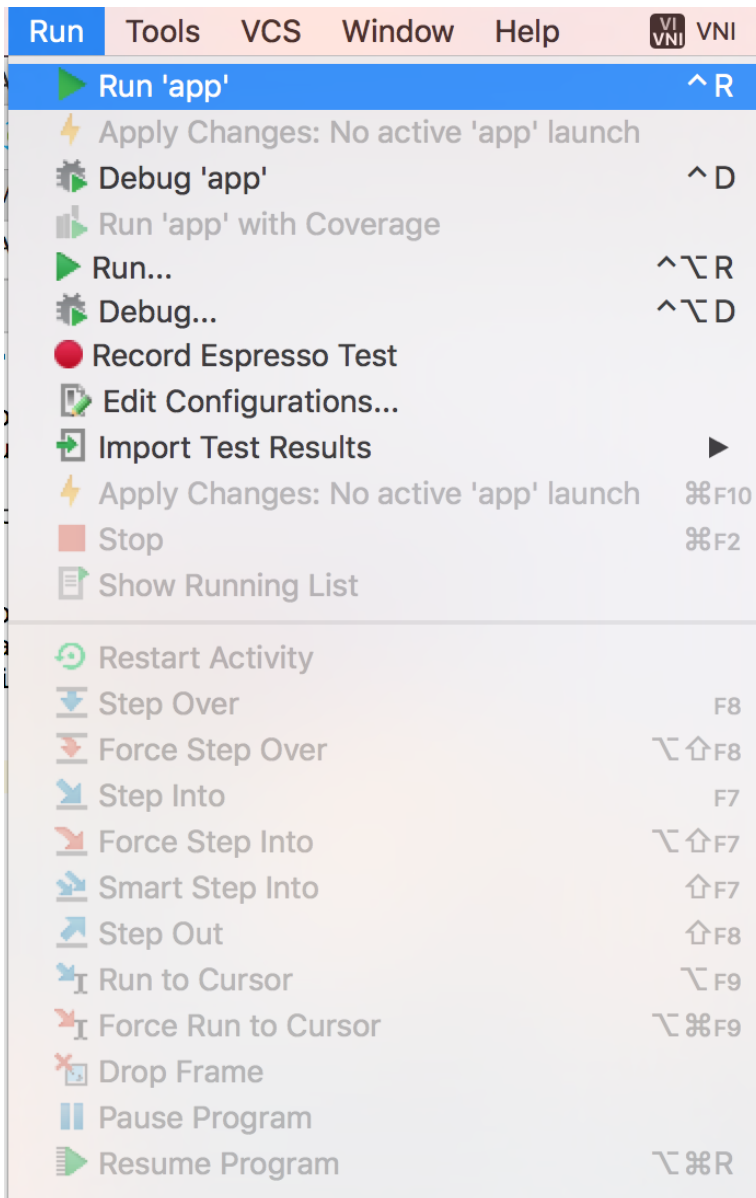 Run Tools VCS Window Help VI VNI VNI
Run 'app' ^ R
Apply Changes: No active 'app' launch
Debug 'app' ^ D
Run 'app' with Coverage
Run... ^⌥R
Debug... ^⌥D
Record Espresso Test
Edit Configurations...
Import Test Results ▶
Apply Changes: No active 'app' launch ⌘F10
Stop ⌘F2
Show Running List
Restart Activity
Step Over F8
Force Step Over ⌥⇧F8
Step Into F7
Force Step Into ⌥⇧F7
Smart Step Into ⇧F7
Step Out ⇧F8
Run to Cursor ⌥F9
Force Run to Cursor ⌥⌘F9
Drop Frame
Pause Program
Resume Program ⌥⌘R